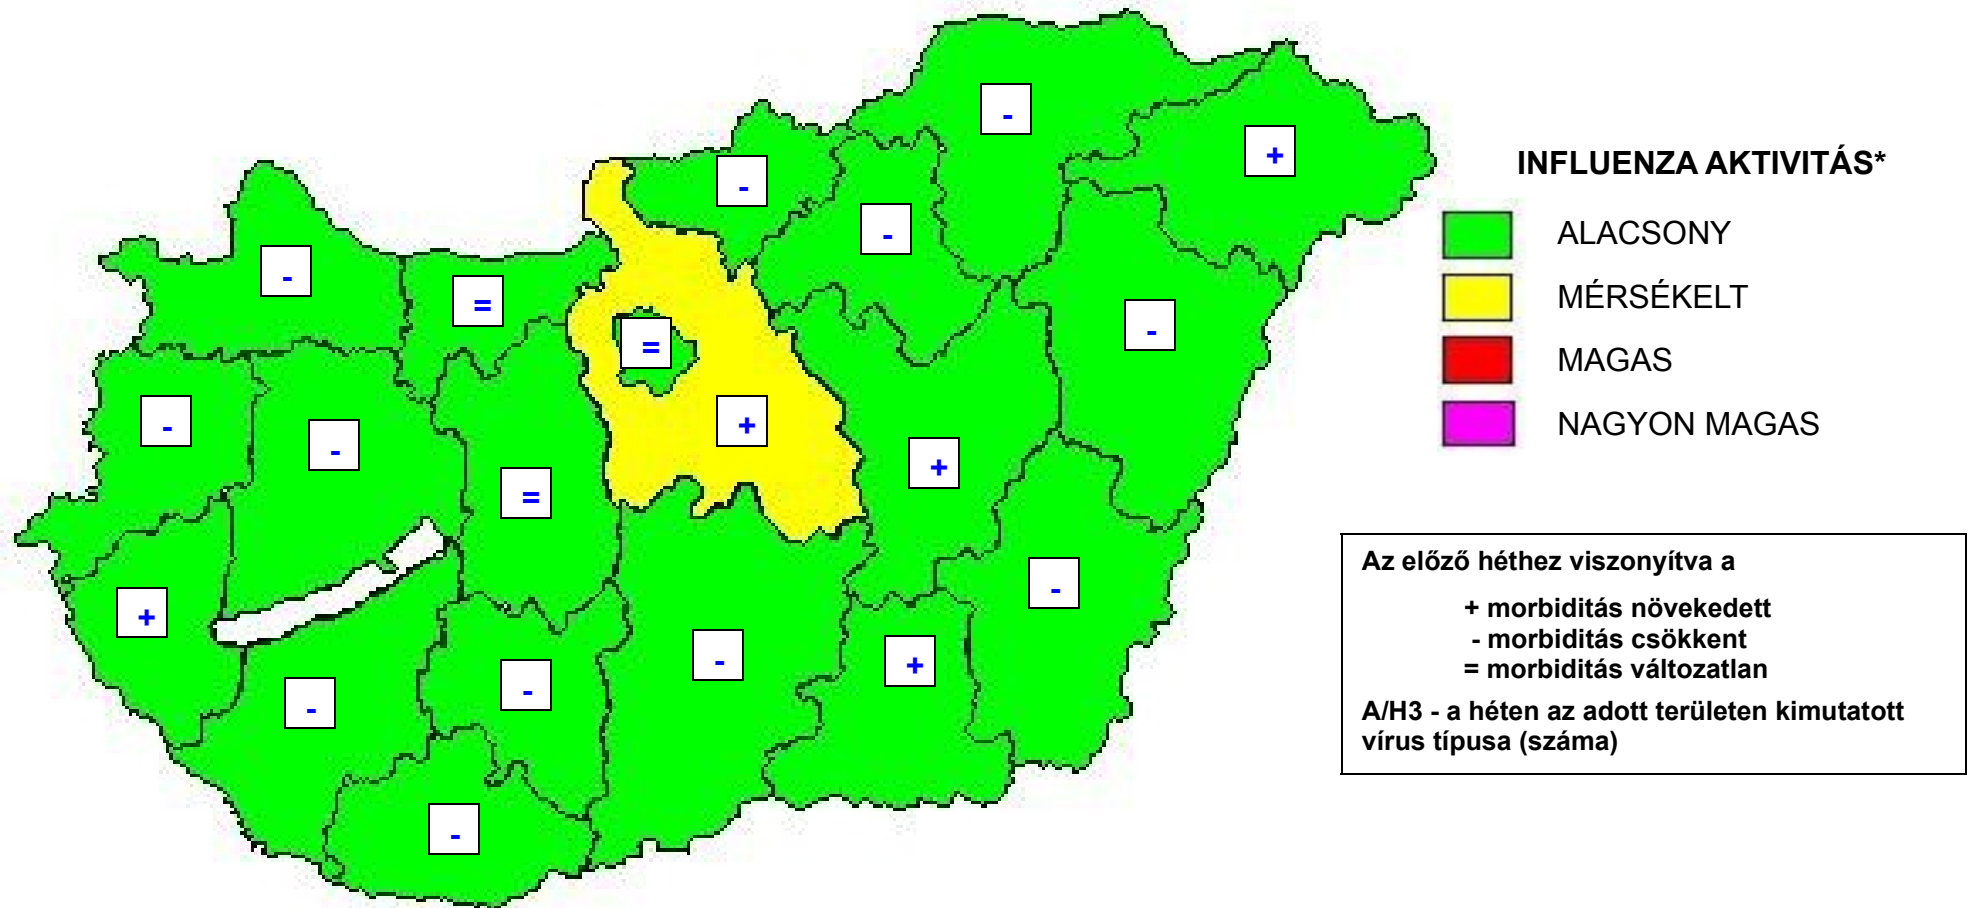 -
+
-
-
-
=
-
=
-
+
-
-
+
=
-
+
-
-
+
-
INFLUENZA AKTIVITÁS*
ALACSONY
MÉRSÉKELT
MAGAS
NAGYON MAGAS
Az előző héthez viszonyítva a
+ morbiditás növekedett
- morbiditás csökkent
= morbiditás változatlan
A/H3 - a héten az adott területen kimutatott
vírus típusa (száma)